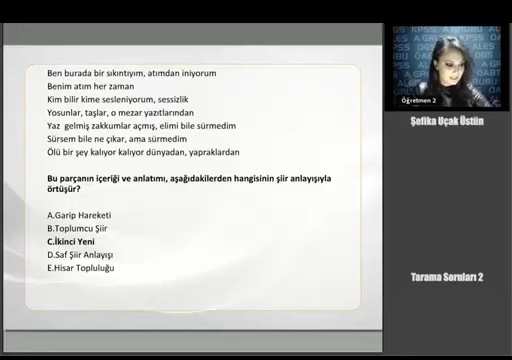 Ben burada bir sıkıntıyım, atımdan iniyorum
Benim atım her zaman
Kim bilir kime sesleniyorum, sessizlik
Yosunlar, taşlar, o mezar yazıtlarından
Yaz gelmiş zakkumlar açmış, elimi bile sürmedim
Sürsem bile ne çıkar, ama sürmedim
Ölü bir şey kalıyor kalıyor dünyadan, yapraklardan
Bu parçanın içeriği ve anlatımı, aşağıdakilerden hangisinin şiir anlayışıyla
örtüşür?
A.Garip Hareketi
B.Toplumcu Şiir
C.İkinci Yeni
D.Saf Şiir Anlayışı
E.Hisar Topluluğu
KPSS
DGS
ALES
Öğretmen 2
Şefika Uçak Üstün
Tarama Soruları 2